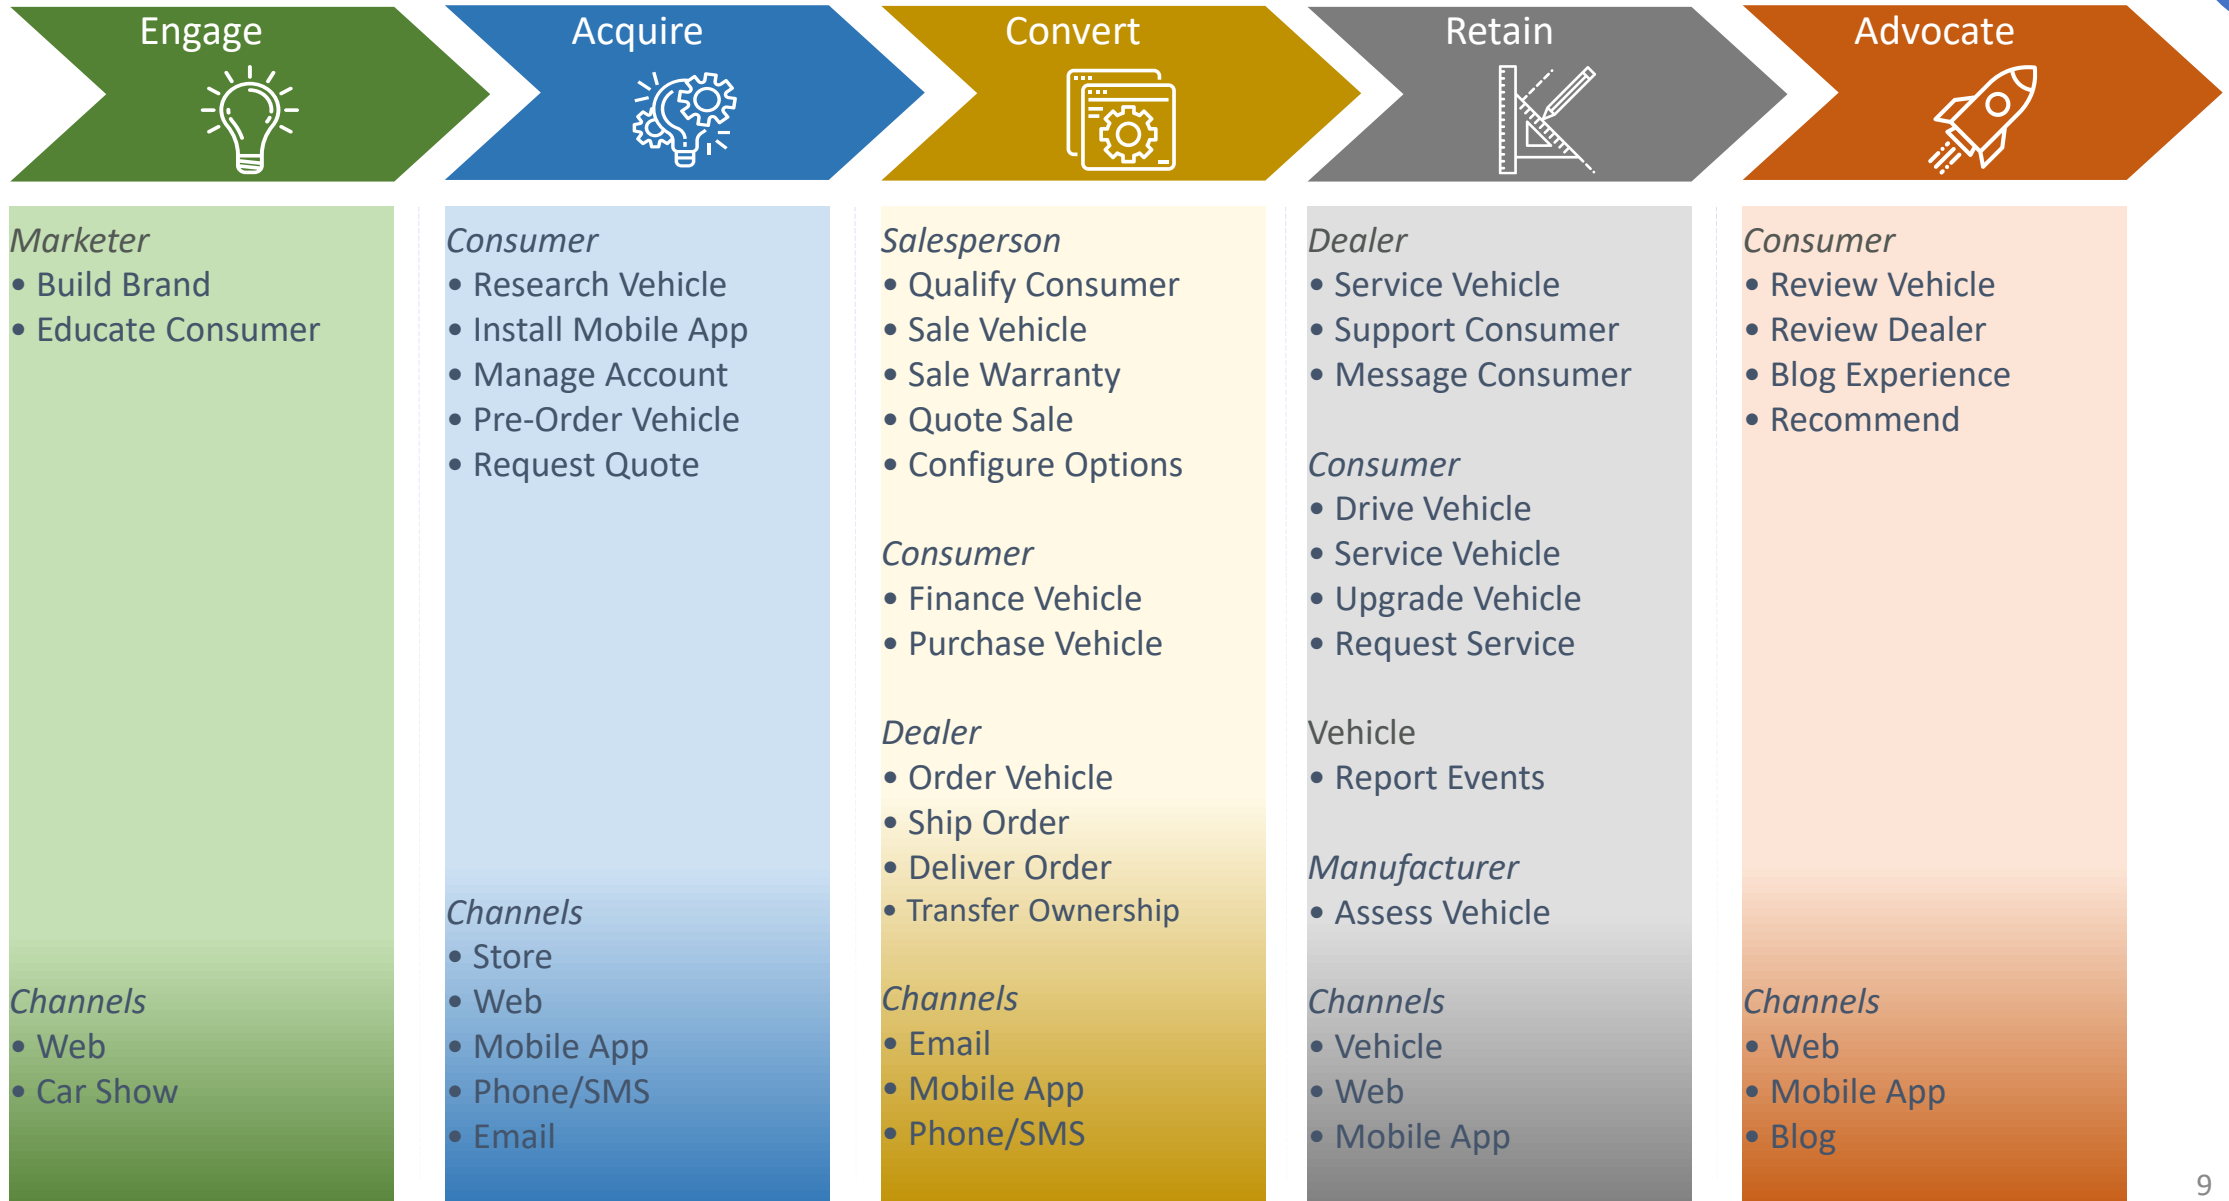 Engage
Acquire
Convert
Retain
Advocate
Marketer
• Build Brand
• Educate Consumer
Channels
• Web
• Car Show
Consumer
• Research Vehicle
• Install Mobile App
• Manage Account
• Pre-Order Vehicle
• Request Quote
Channels
• Store
• Web
• Mobile App
• Phone/SMS
• Email
Salesperson
• Qualify Consumer
• Sale Vehicle
• Sale Warranty
• Quote Sale
• Configure Options
Consumer
• Finance Vehicle
• Purchase Vehicle
Dealer
• Order Vehicle
• Ship Order
• Deliver Order
• Transfer Ownership
Channels
• Email
• Mobile App
• Phone/SMS
Dealer
• Service Vehicle
• Support Consumer
• Message Consumer
Consumer
• Drive Vehicle
• Service Vehicle
• Upgrade Vehicle
• Request Service
Vehicle
• Report Events
Manufacturer
• Assess Vehicle
Channels
• Vehicle
• Web
• Mobile App
Consumer
• Review Vehicle
• Review Dealer
• Blog Experience
• Recommend
Channels
• Web
• Mobile App
• Blog
9